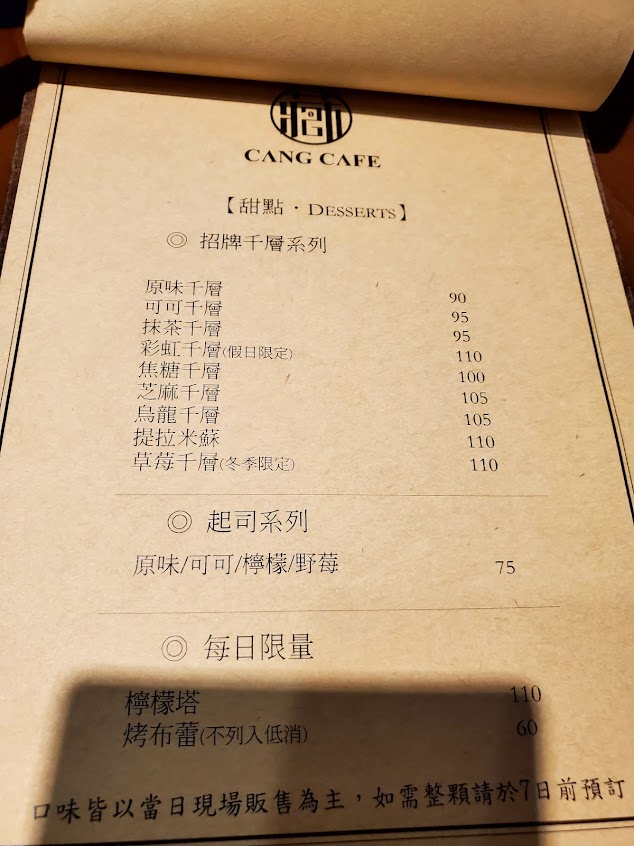 藏
CANG CAFE
【甜點・DESSERTS】
◎ 招牌千層系列
原味千層 90
可可千層 95
抹茶千層 95
彩虹千層(假日限定) 110
焦糖千層 100
芝麻千層 105
烏龍千層 105
提拉米蘇 110
草莓千層(冬季限定) 110
◎ 起司系列
原味/可可/檸檬/野莓 75
◎ 每日限量
檸檬塔 110
烤布蕾(不列入低消) 60
口味皆以當日現場販售為主，如需整顆請於7日前預訂